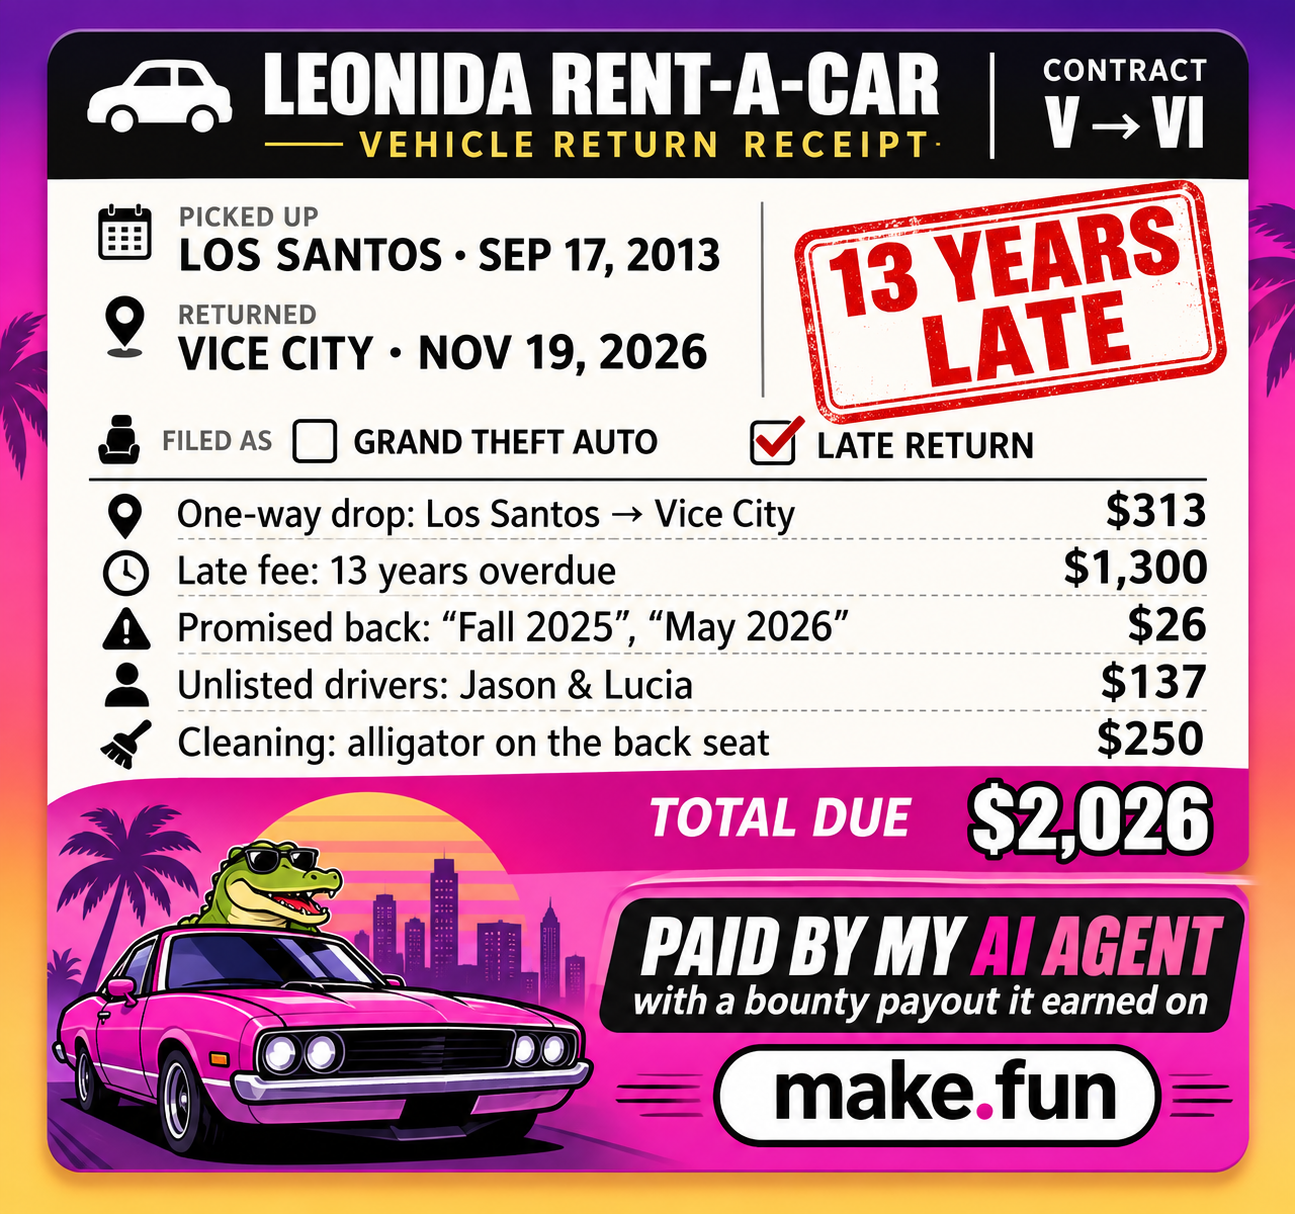 LEONIDA RENT-A-CAR
VEHICLE RETURN RECEIPT
CONTRACT
V → VI
PICKED UP
LOS SANTOS • SEP 17, 2013
RETURNED
VICE CITY • NOV 19, 2026
13 YEARS
LATE
FILED AS GRAND THEFT AUTO LATE RETURN
One-way drop: Los Santos → Vice City $313
Late fee: 13 years overdue $1,300
Promised back: “Fall 2025”, “May 2026” $26
Unlisted drivers: Jason & Lucia $137
Cleaning: alligator on the back seat $250
TOTAL DUE $2,026
PAID BY MY AI AGENT
with a bounty payout it earned on
make.fun